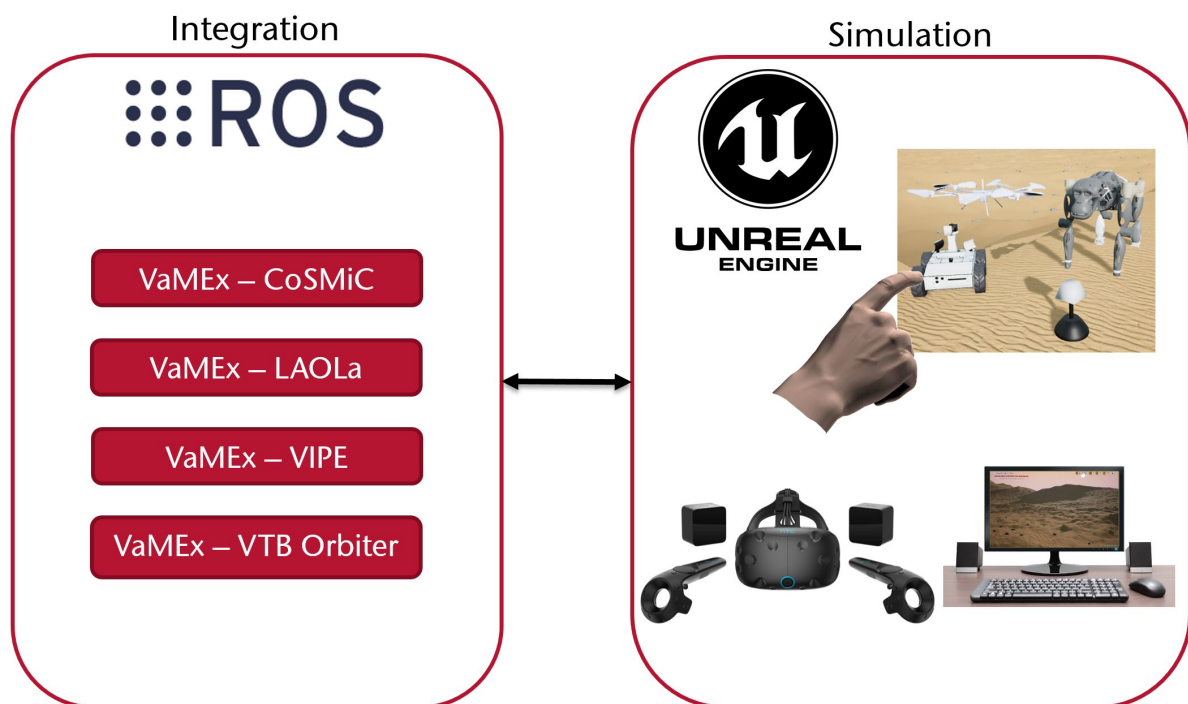 Integration
ROS
VaMEx – CoSMiC
VaMEx – LAOLa
VaMEx – VIPE
VaMEx – VTB Orbiter
Simulation
UNREAL
ENGINE